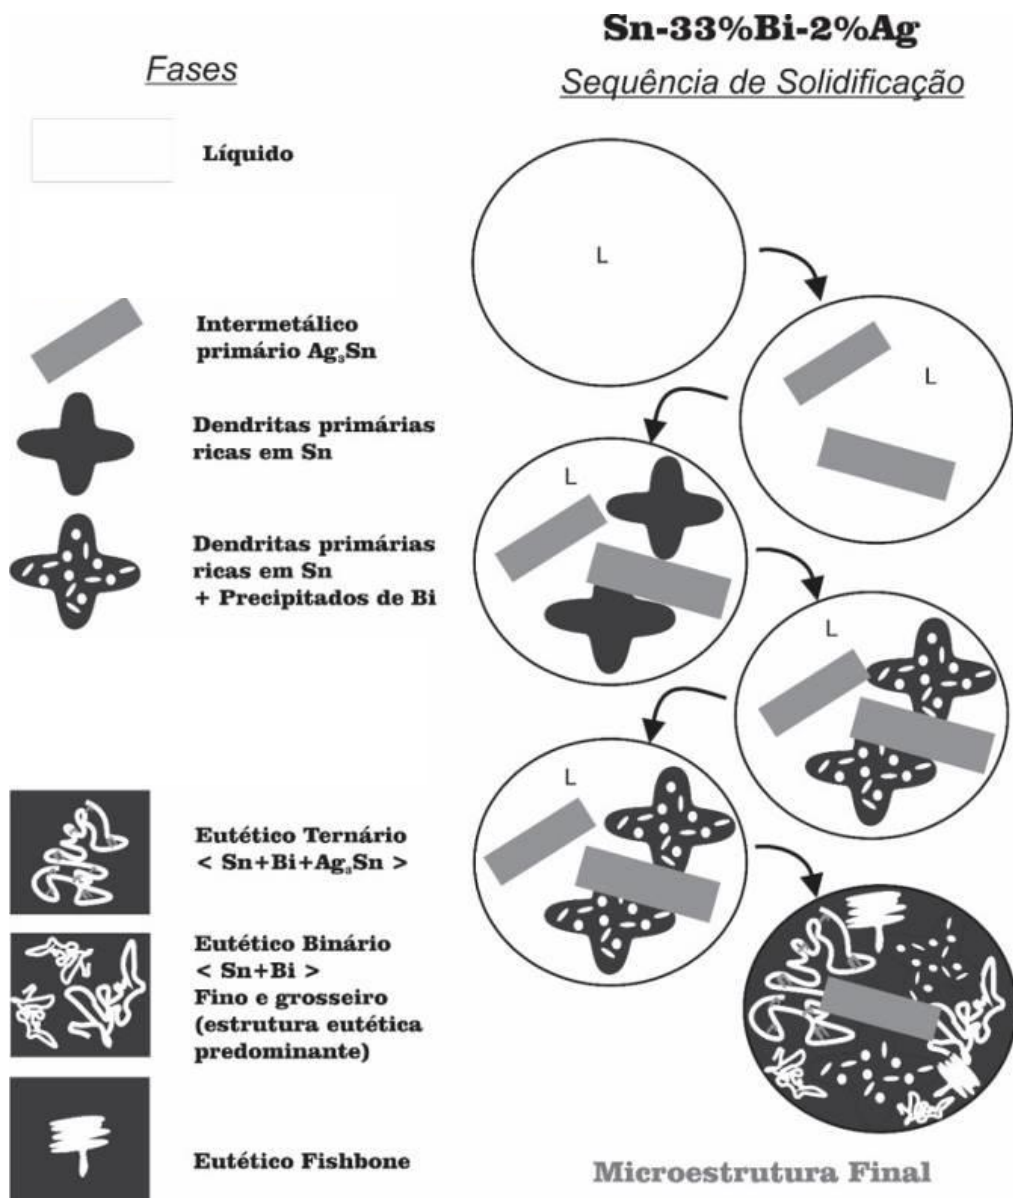 Sn-33%Bi-2%Ag
Fases
Sequência de Solidificação
Líquido
L
Intermetálico
primário Ag₃Sn
L
Dendritas primárias
ricas em Sn
L
Dendritas primárias
ricas em Sn
+ Precipitados de Bi
L
L
Eutético Ternário
< Sn+Bi+Ag₃Sn >
Eutético Binário
< Sn+Bi >
Fino e grosseiro
(estrutura eutética
predominante)
Eutético Fishbone
Microestrutura Final